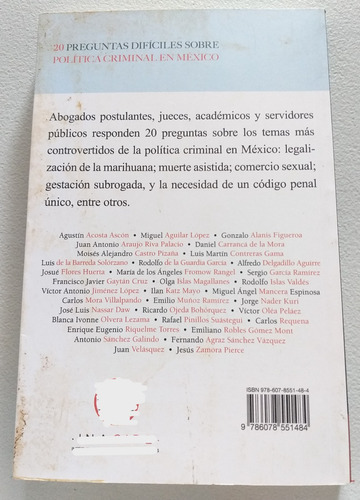 20 PREGUNTAS DIFÍCILES SOBRE
POLÍTICA CRIMINAL EN MÉXICO
Abogados postulantes, jueces, académicos y servidores
públicos responden 20 preguntas sobre los temas más
controvertidos de la política criminal en México: legali-
zación de la marihuana; muerte asistida; comercio sexual;
gestación subrogada, y la necesidad de un código penal
único, entre otros.
Agustín Acosta Ascón • Miguel Aguilar López • Gonzalo Alanis Figueroa
Juan Antonio Araujo Riva Palacio • Daniel Carranca de la Mora
Moisés Alejandro Castro Pizaña • Luis Martín Contreras Gama
Luis de la Barreda Solórzano • Rodolfo de la Guardia García • Alfredo Delgadillo Aguirre
Josué Flores Huerta • María de los Ángeles Fromow Rangel • Sergio García Ramírez
Francisco Javier Gaytán Cruz • Olga Islas Magallanes • Rodolfo Islas Valdes
Víctor Antonio Jiménez López • Ilan Katz Mayo • Miguel Ángel Mancera Espinosa
Carlos Mora Villalpando • Emilio Muñoz Ramírez • Jorge Nader Kuri
José Luis Nassar Daw • Ricardo Ojeda Bohórquez • Víctor Olea Peláez
Blanca Ivonne Olvera Lezama • Rafael Pinillos Suástegui • Carlos Requena
Enrique Eugenio Riquelme Torres • Emiliano Robles Gómez Mont
Antonio Sánchez Galindo • Fernando Agraz Sánchez Vazquez
Juan Velásquez • Jesús Zamora Pierce
ISBN 978-607-8551-48-4
9 786078 551484